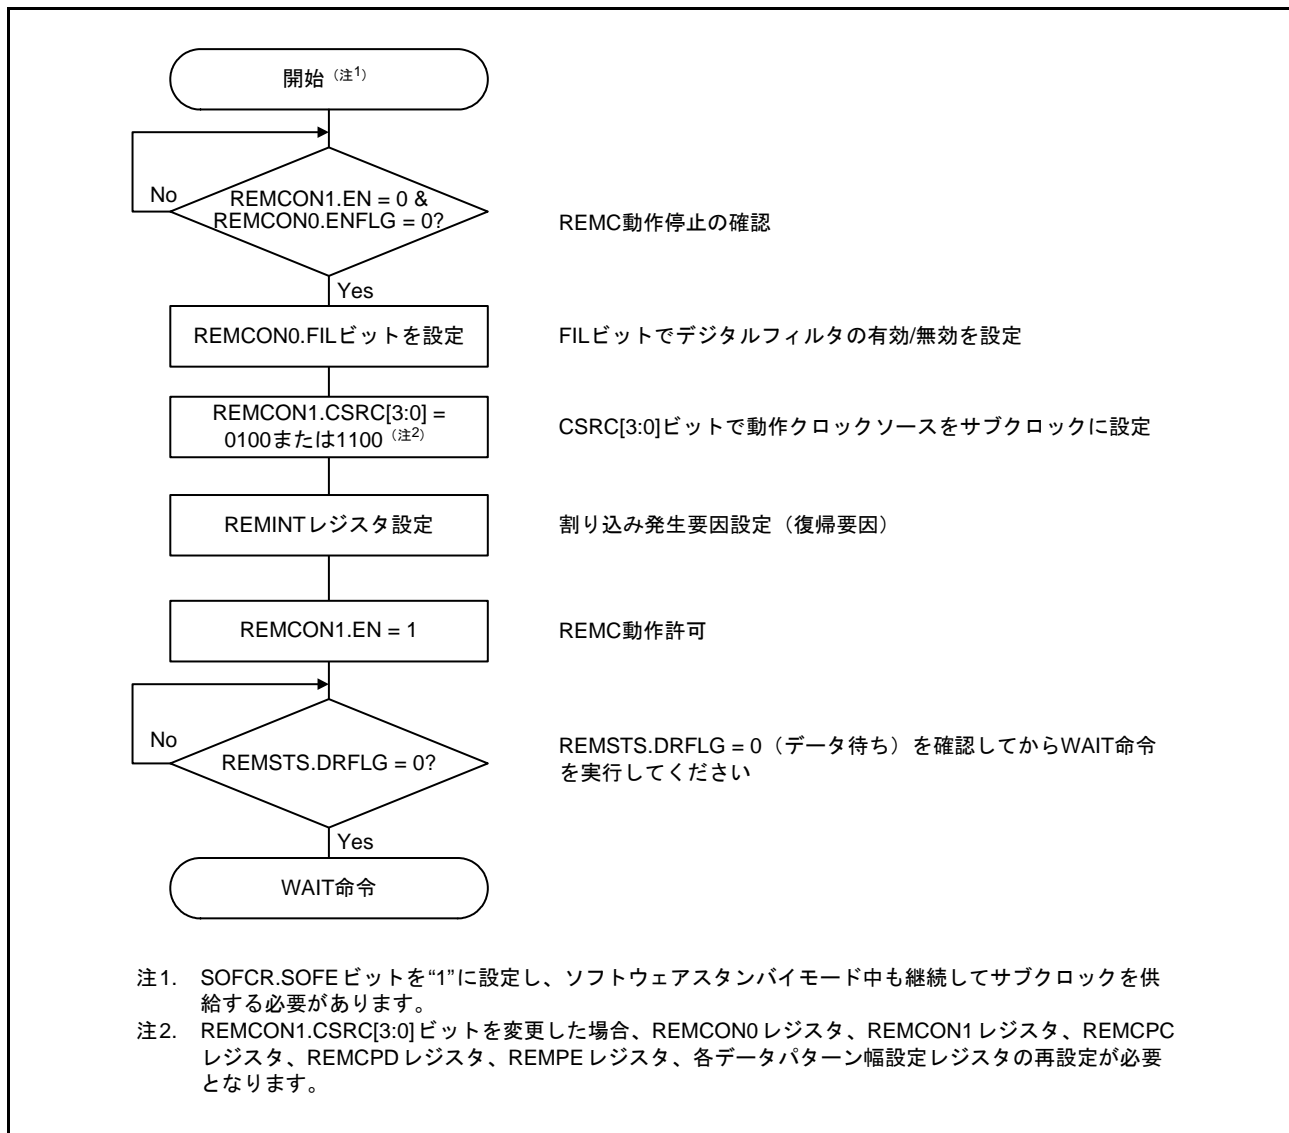 開始（注1）
No
REMCON1.EN = 0 &
REMCON0.ENFLG = 0?
REMC動作停止の確認
Yes
REMCON0.FILビットを設定
FILビットでデジタルフィルタの有効/無効を設定
REMCON1.CSRC[3:0] =
0100または1100（注2）
CSRC[3:0]ビットで動作クロックソースをサブクロックに設定
REMINTレジスタ設定
割り込み発生要因設定（復帰要因）
REMCON1.EN = 1
REMC動作許可
No
REMSTS.DRFLG = 0?
REMSTS.DRFLG = 0（データ待ち）を確認してからWAIT命令
を実行してください
Yes
WAIT命令
注1. SOFCR.SOFEビットを“1”に設定し、ソフトウェアスタンバイモード中も継続してサブクロックを供
給する必要があります。
注2. REMCON1.CSRC[3:0]ビットを変更した場合、REMCON0レジスタ、REMCON1レジスタ、REMCPC
レジスタ、REMCPDレジスタ、REMPEレジスタ、各データパターン幅設定レジスタの再設定が必要
となります。